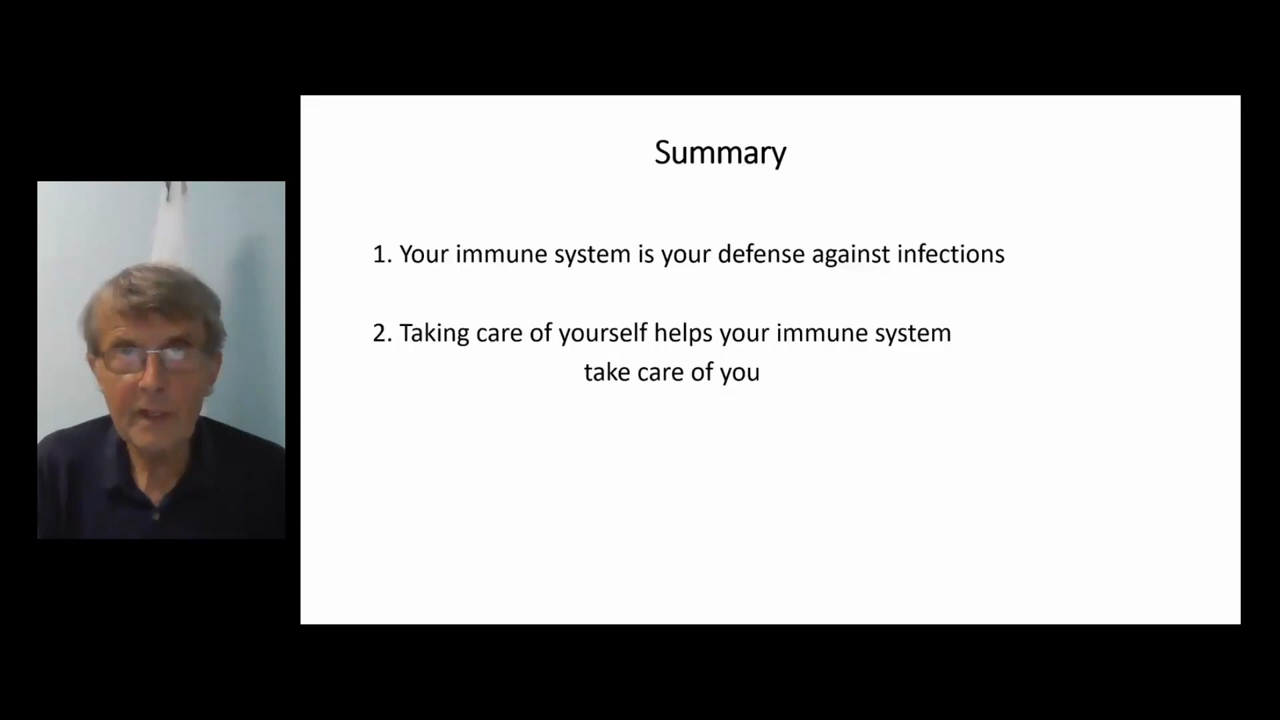 Summary
1. Your immune system is your defense against infections
2. Taking care of yourself helps your immune system
take care of you